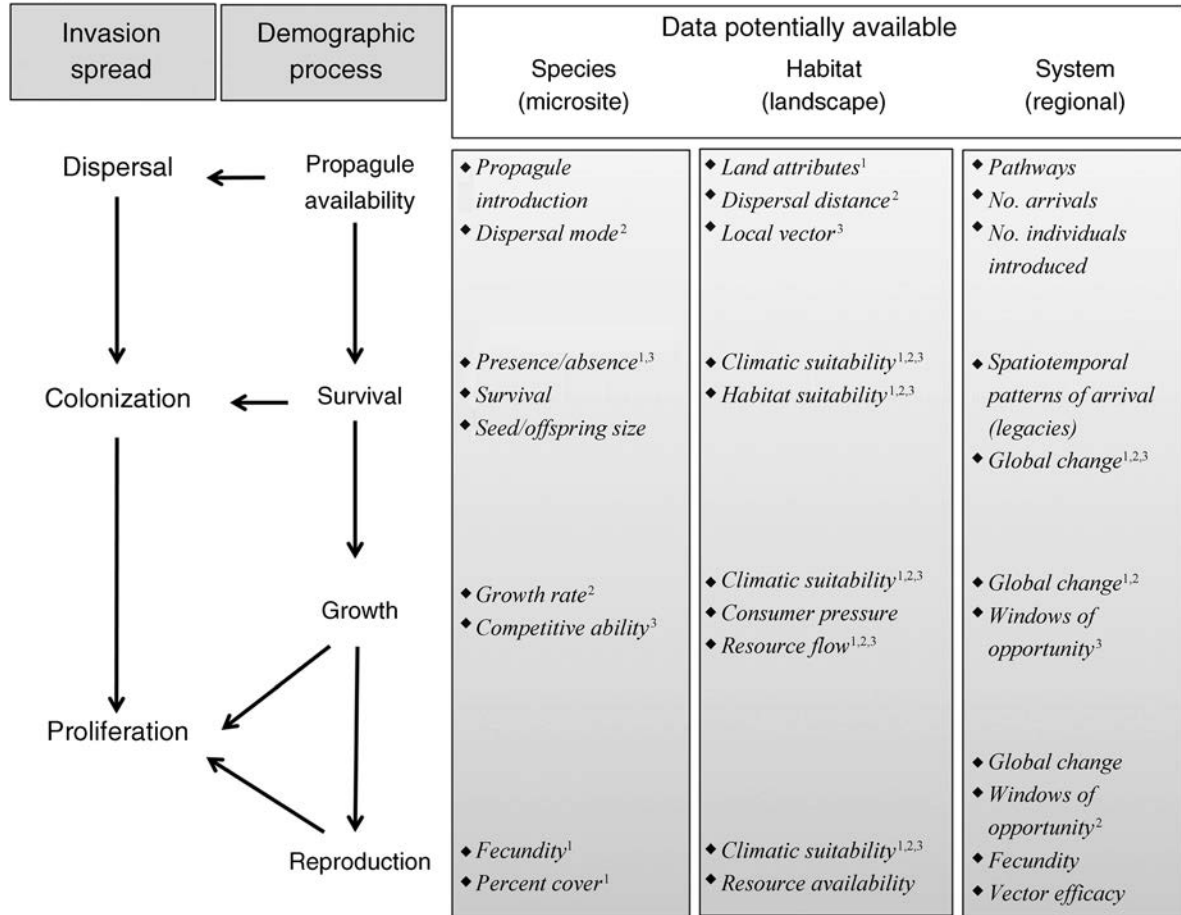 Invasion
spread
Demographic
process
Data potentially available
Species
(microsite)
Habitat
(landscape)
System
(regional)
Dispersal
Propagule
availability
◆ Propagule
introduction
◆ Dispersal mode²
◆ Land attributes¹
◆ Dispersal distance²
◆ Local vector³
◆ Pathways
◆ No. arrivals
◆ No. individuals
introduced
Colonization
Survival
◆ Presence/absence¹,³
◆ Survival
◆ Seed/offspring size
◆ Climatic suitability¹,²,³
◆ Habitat suitability¹,²,³
◆ Spatiotemporal
patterns of arrival
(legacies)
◆ Global change¹,²,³
Growth
◆ Growth rate²
◆ Competitive ability³
◆ Climatic suitability¹,²,³
◆ Consumer pressure
◆ Resource flow¹,²,³
◆ Global change¹,²
◆ Windows of
opportunity³
Proliferation
Reproduction
◆ Fecundity¹
◆ Percent cover¹
◆ Climatic suitability¹,²,³
◆ Resource availability
◆ Global change
◆ Windows of
opportunity²
◆ Fecundity
◆ Vector efficacy